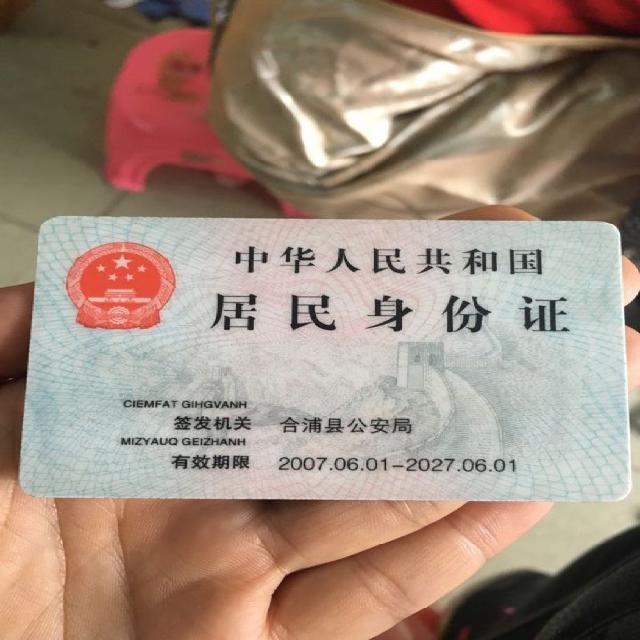 中华人民共和国
居民身份证
CIEMFAT GIHGVANH
签发机关 合浦县公安局
MIZYAUQ GEIZHANH
有效期限 2007.06.01-2027.06.01